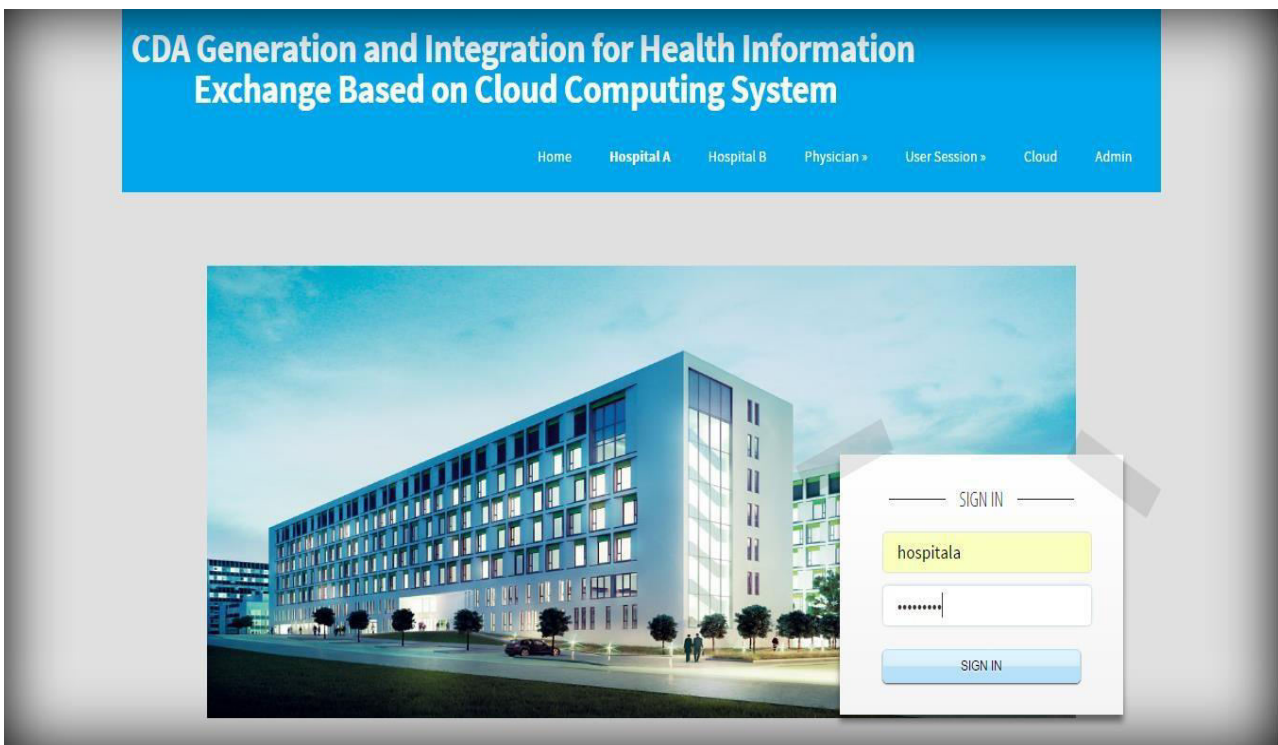 CDA Generation and Integration for Health Information
Exchange Based on Cloud Computing System
Home Hospital A Hospital B Physician » User Session » Cloud Admin
SIGN IN
hospitala
•••••••••
SIGN IN